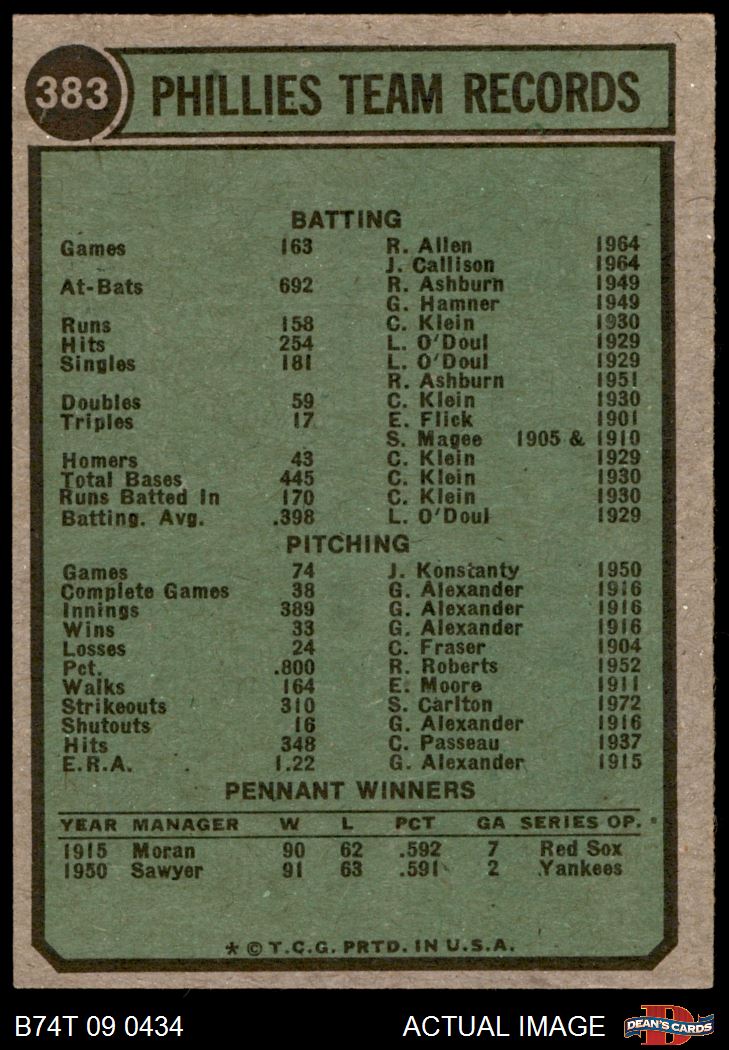 383 PHILLIES TEAM RECORDS
BATTING
Games 163 R. Allen 1964
J. Callison 1964
At-Bats 692 R. Ashburn 1949
G. Hamner 1949
Runs 158 C. Klein 1930
Hits 254 L. O'Doul 1929
Singles 181 L. O'Doul 1929
R. Ashburn 1951
Doubles 59 C. Klein 1930
Triples 17 E. Flick 1901
S. Magee 1905 & 1910
Homers 43 C. Klein 1929
Total Bases 445 C. Klein 1930
Runs Batted In 170 C. Klein 1930
Batting. Avg. .398 L. O'Doul 1929
PITCHING
Games 74 J. Konstanty 1950
Complete Games 38 G. Alexander 1916
Innings 389 G. Alexander 1916
Wins 33 G. Alexander 1916
Losses 24 C. Fraser 1904
Pct. .800 R. Roberts 1952
Walks 164 E. Moore 1911
Strikeouts 310 S. Carlton 1972
Shutouts 16 G. Alexander 1916
Hits 348 C. Passeau 1937
E.R.A. 1.22 G. Alexander 1915
PENNANT WINNERS
YEAR MANAGER W L PCT GA SERIES OP.
1915 Moran 90 62 .592 7 Red Sox
1950 Sawyer 91 63 .591 2 Yankees
* © T.C.G. PRTD. IN U.S.A.
B74T 09 0434 ACTUAL IMAGE D DEAN'S CARDS